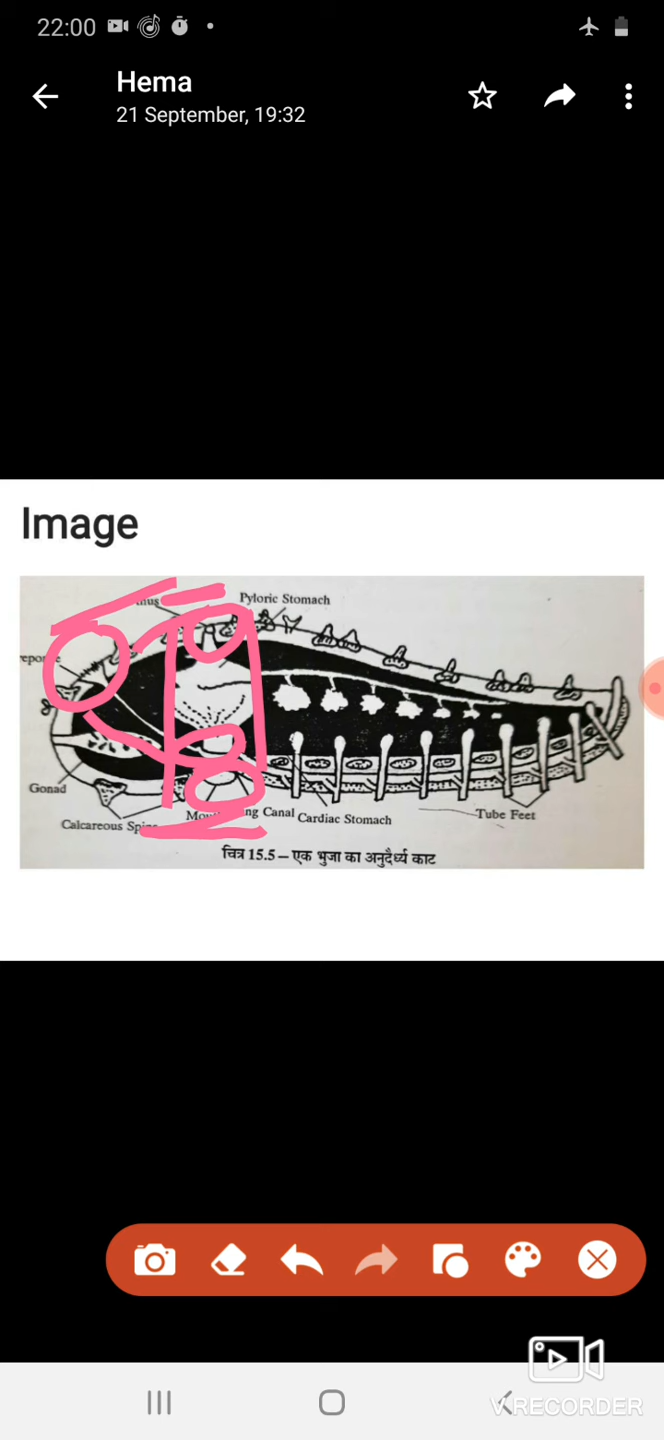 22:00
Hema
21 September, 19:32
Image
Pyloric Stomach
Gonad
Calcareous
Canal Cardiac Stomach
Tube Feet
चित्र 15.5 – एक भुजा का अनुदैर्ध्य काट
V.RECORDER